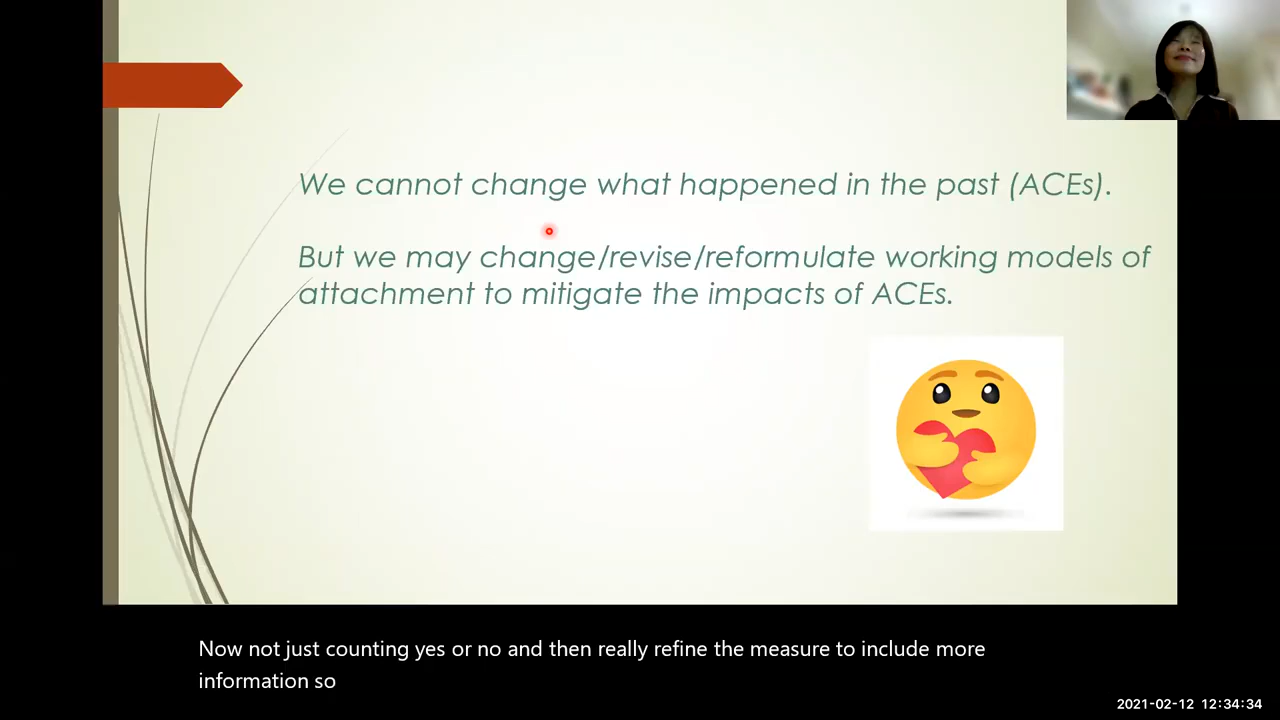 We cannot change what happened in the past (ACEs).
But we may change/revise/reformulate working models of
attachment to mitigate the impacts of ACEs.
Now not just counting yes or no and then really refine the measure to include more
information so
2021-02-12 12:34:34